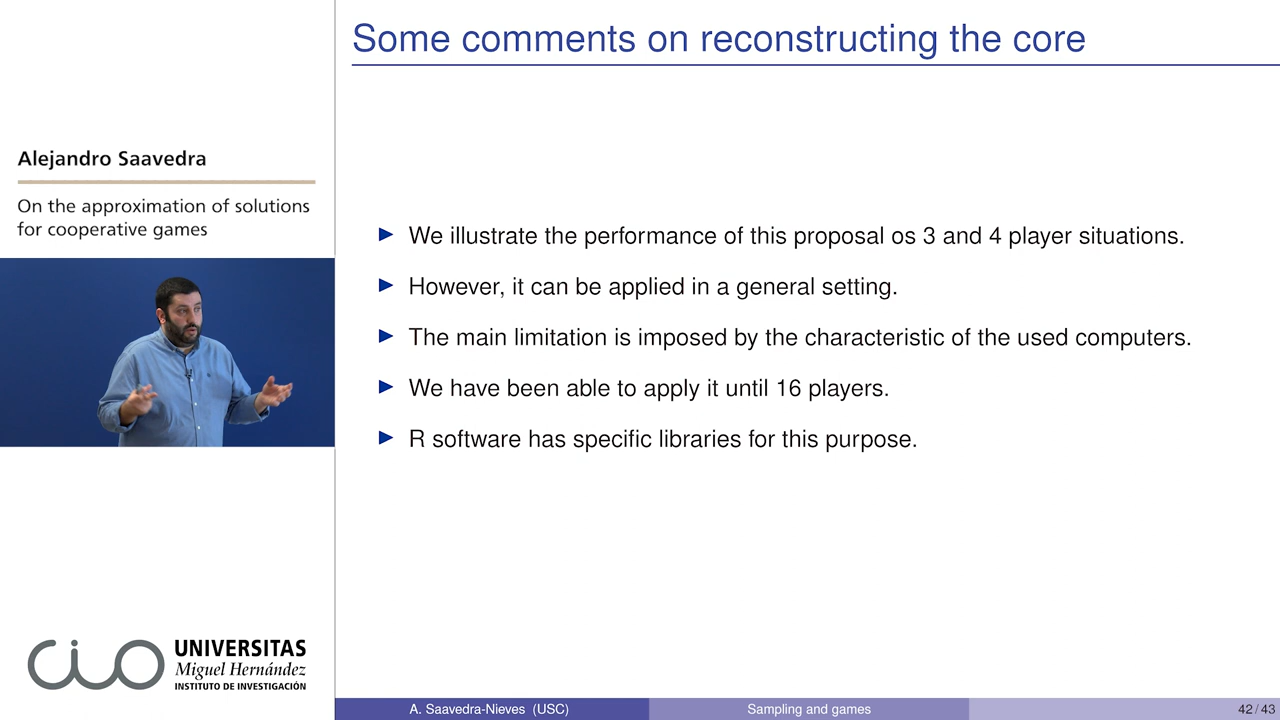 Some comments on reconstructing the core
Alejandro Saavedra
On the approximation of solutions
for cooperative games
We illustrate the performance of this proposal os 3 and 4 player situations.
However, it can be applied in a general setting.
The main limitation is imposed by the characteristic of the used computers.
We have been able to apply it until 16 players.
R software has specific libraries for this purpose.
cio
UNIVERSITAS
Miguel Hernández
INSTITUTO DE INVESTIGACIÓN
A. Saavedra-Nieves (USC)
Sampling and games
42 / 43